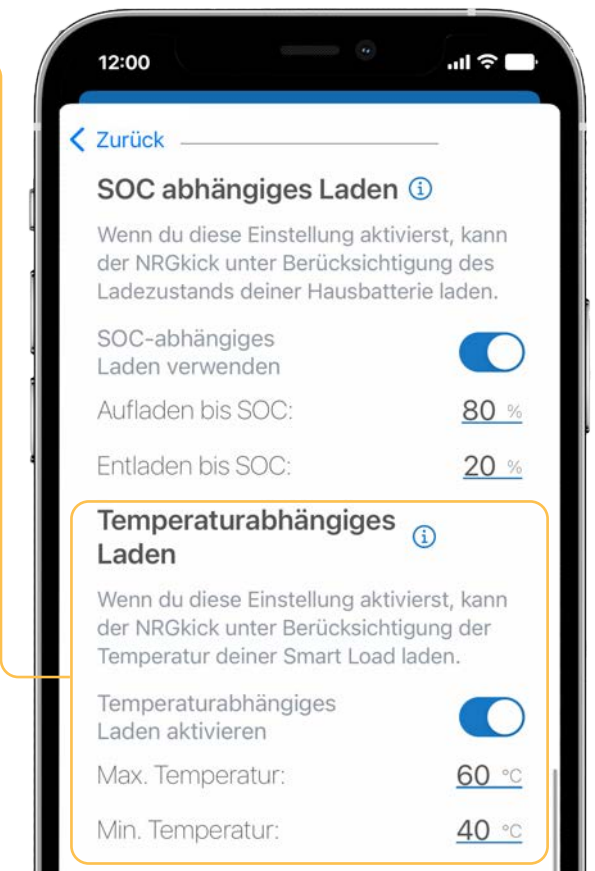 12:00
Zurück
SOC abhängiges Laden
Wenn du diese Einstellung aktivierst, kann
der NRGkick unter Berücksichtigung des
Ladezustands deiner Hausbatterie laden.
SOC-abhängiges
Laden verwenden
Aufladen bis SOC: 80 %
Entladen bis SOC: 20 %
Temperaturabhängiges
Laden
Wenn du diese Einstellung aktivierst, kann
der NRGkick unter Berücksichtigung der
Temperatur deiner Smart Load laden.
Temperaturabhängiges
Laden aktivieren
Max. Temperatur: 60 °C
Min. Temperatur: 40 °C